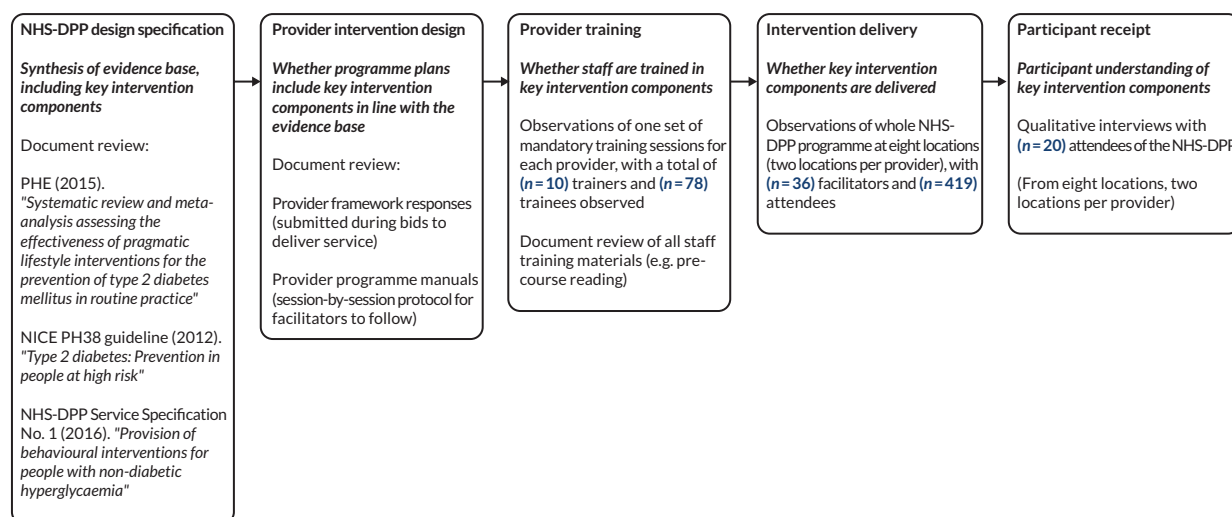 NHS-DPP design specification
Synthesis of evidence base,
including key intervention
components
Document review:
PHE (2015).
"Systematic review and meta-
analysis assessing the
effectiveness of pragmatic
lifestyle interventions for the
prevention of type 2 diabetes
mellitus in routine practice"
NICE PH38 guideline (2012).
"Type 2 diabetes: Prevention in
people at high risk"
NHS-DPP Service Specification
No. 1 (2016). "Provision of
behavioural interventions for
people with non-diabetic
hyperglycaemia"
Provider intervention design
Whether programme plans
include key intervention
components in line with the
evidence base
Document review:
Provider framework responses
(submitted during bids to
deliver service)
Provider programme manuals
(session-by-session protocol for
facilitators to follow)
Provider training
Whether staff are trained in
key intervention components
Observations of one set of
mandatory training sessions for
each provider, with a total of
(n=10) trainers and (n=78)
trainees observed
Document review of all staff
training materials (e.g. pre-
course reading)
Intervention delivery
Whether key intervention
components are delivered
Observations of whole NHS-
DPP programme at eight locations
(two locations per provider), with
(n=36) facilitators and (n=419)
attendees
Participant receipt
Participant understanding of
key intervention components
Qualitative interviews with
(n=20) attendees of the NHS-DPP
(From eight locations, two
locations per provider)